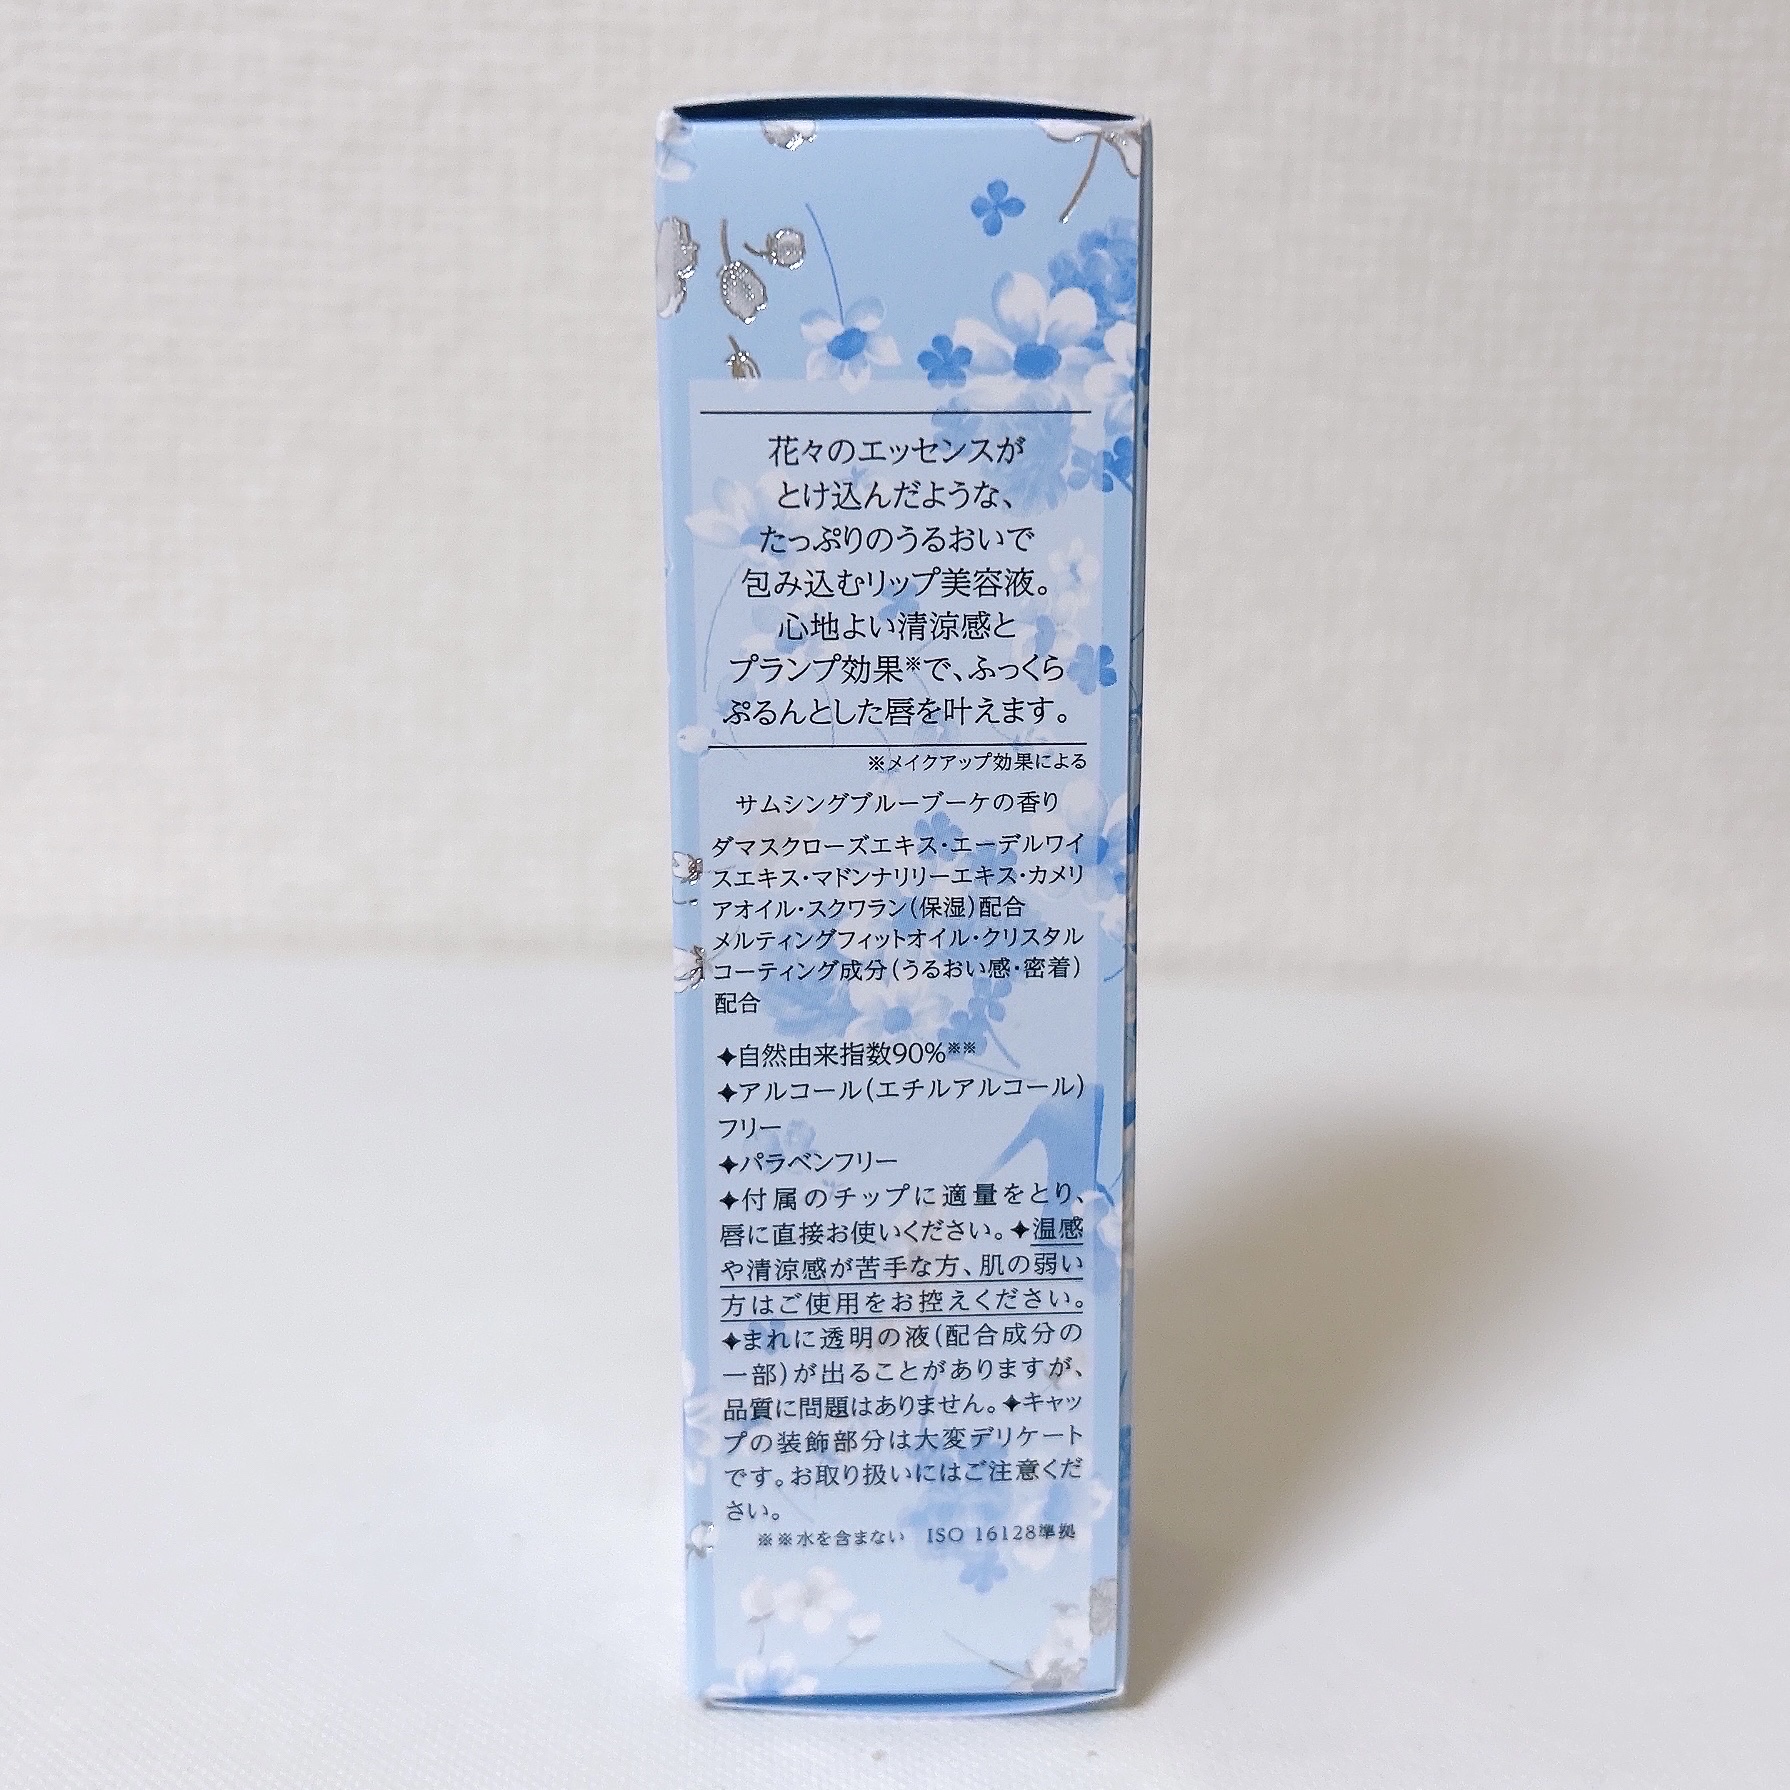 花々のエッセンスが
とけ込んだような、
たっぷりのうるおいで
包み込むリップ美容液。
心地よい清涼感と
プランプ効果※で、ふっくら
ぷるんとした唇を叶えます。
※メイクアップ効果による
サムシングブルーブーケの香り
ダマスクローズエキス・エーデルワイ
スエキス・マドンナリリーエキス・カメリ
アオイル・スクワラン(保湿)配合
メルティングフィットオイル・クリスタル
コーティング成分(うるおい感・密着)
配合
✦自然由来指数90%※※
✦アルコール(エチルアルコール)
フリー
✦パラベンフリー
✦付属のチップに適量をとり、
唇に直接お使いください。✦温感
や清涼感が苦手な方、肌の弱い
方はご使用をお控えください。
✦まれに透明の液(配合成分の
一部)が出ることがありますが、
品質に問題はありません。✦キャッ
プの装飾部分は大変デリケート
です。お取り扱いにはご注意くだ
さい。
※※水を含まない ISO 16128準拠